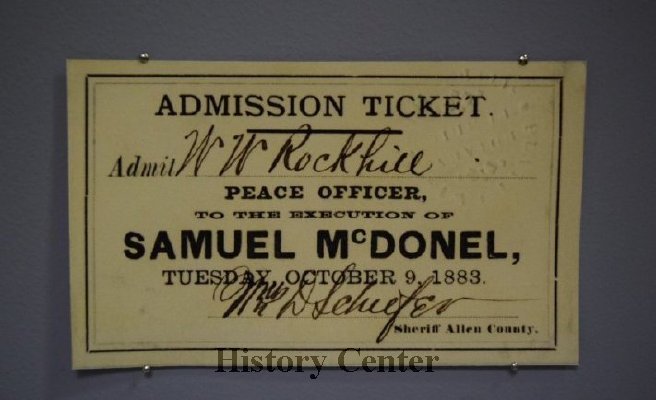 ADMISSION TICKET.
Admit W W Rockhill
PEACE OFFICER,
TO THE EXECUTION OF
SAMUEL McDONEL,
TUESDAY, OCTOBER 9, 1883.
Wm D Schiefer
Sheriff Allen County.
History Center